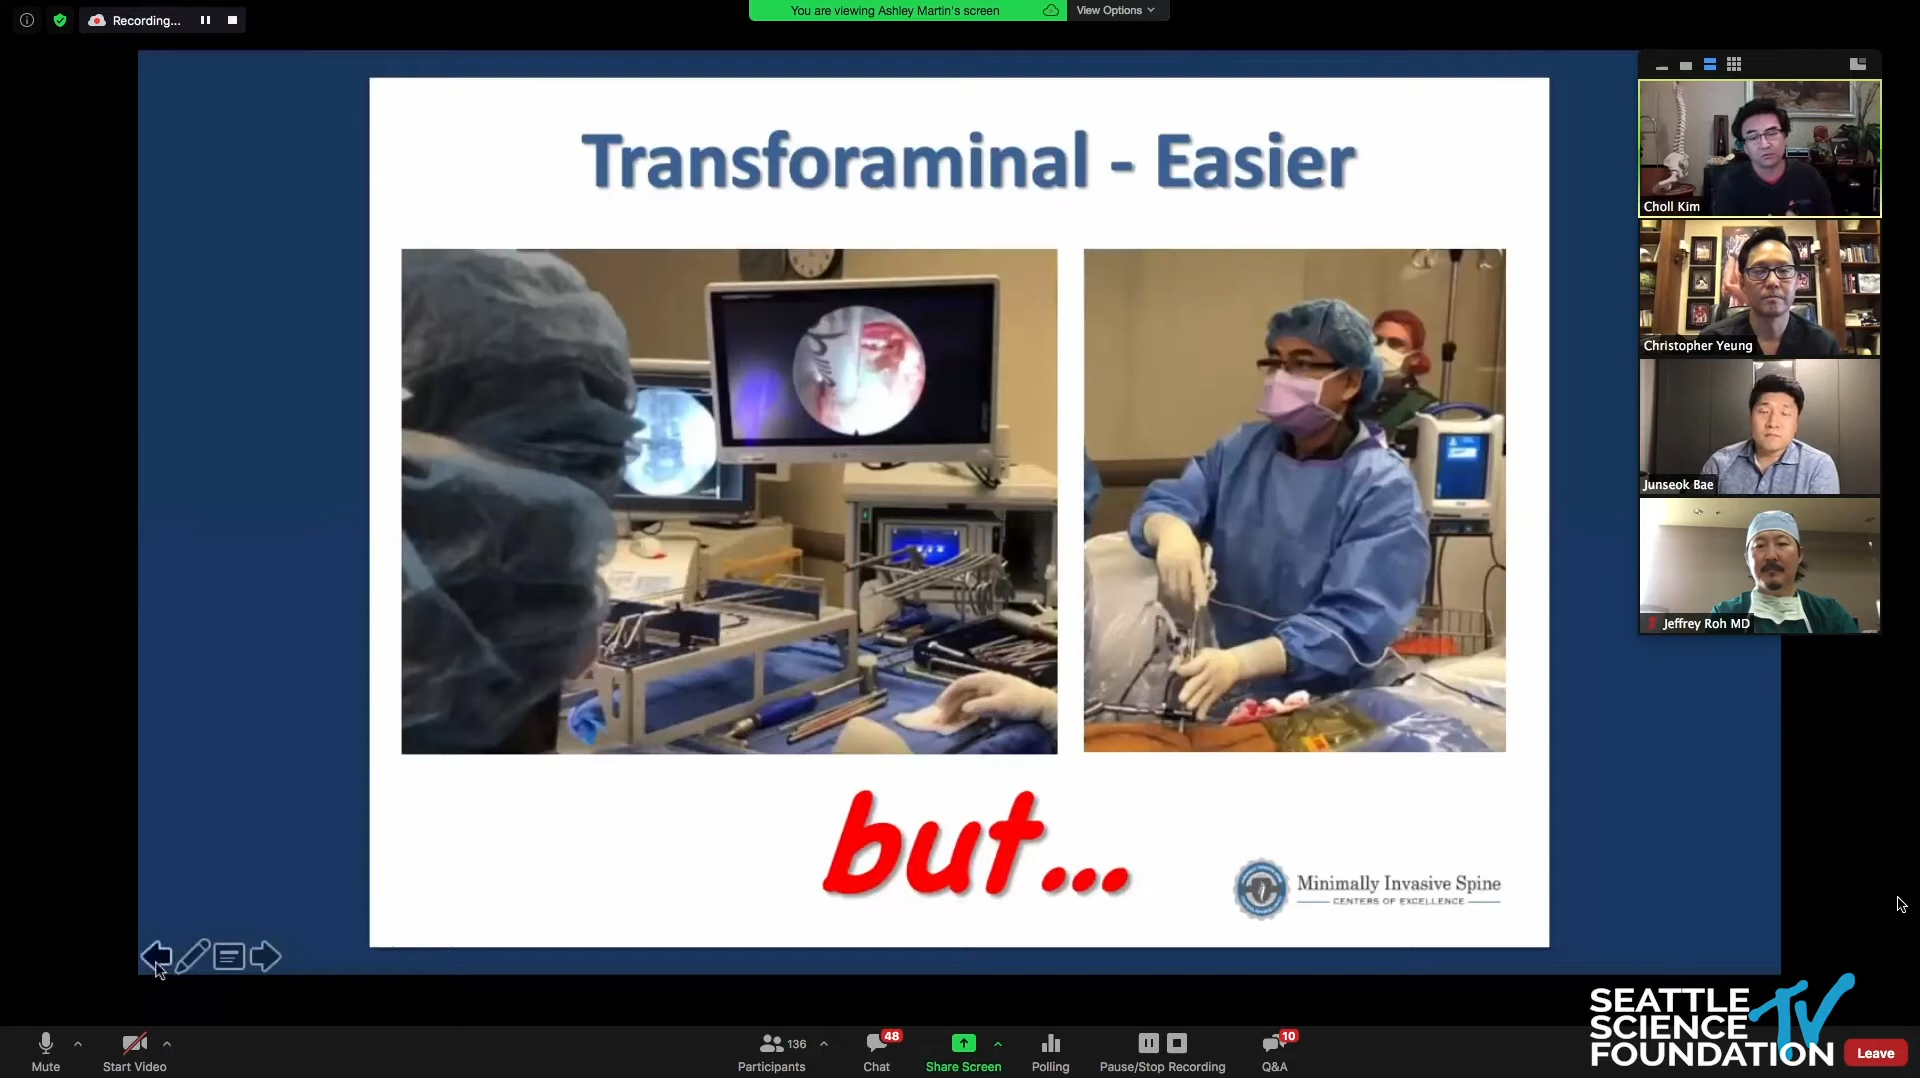 Recording...
You are viewing Ashley Martin's screen
View Options
Transforaminal - Easier
but...
Minimally Invasive Spine
CENTERS OF EXCELLENCE
Choll Kim
Christopher Yeung
Junseok Bae
Jeffrey Roh MD
SEATTLE
SCIENCE
FOUNDATION
TV
Mute
Start Video
136
Participants
48
Chat
Share Screen
Polling
Pause/Stop Recording
10
Q&A
Leave